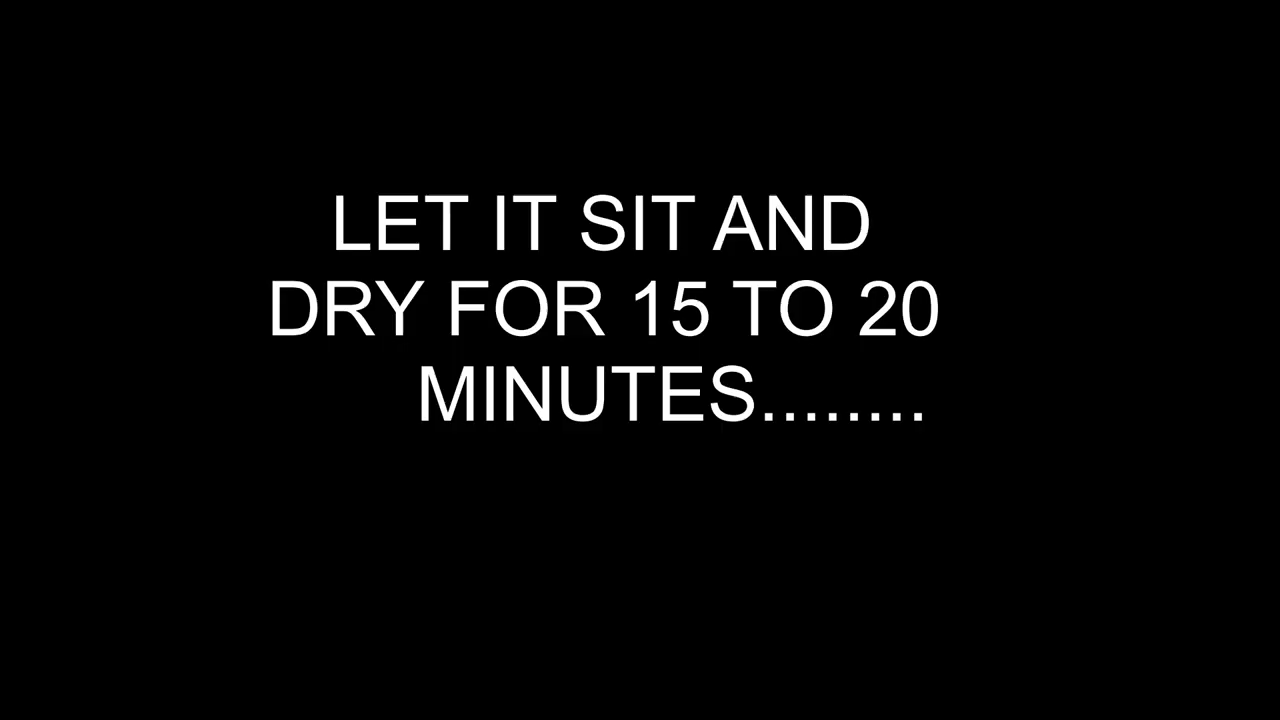 LET IT SIT AND
DRY FOR 15 TO 20
MINUTES........